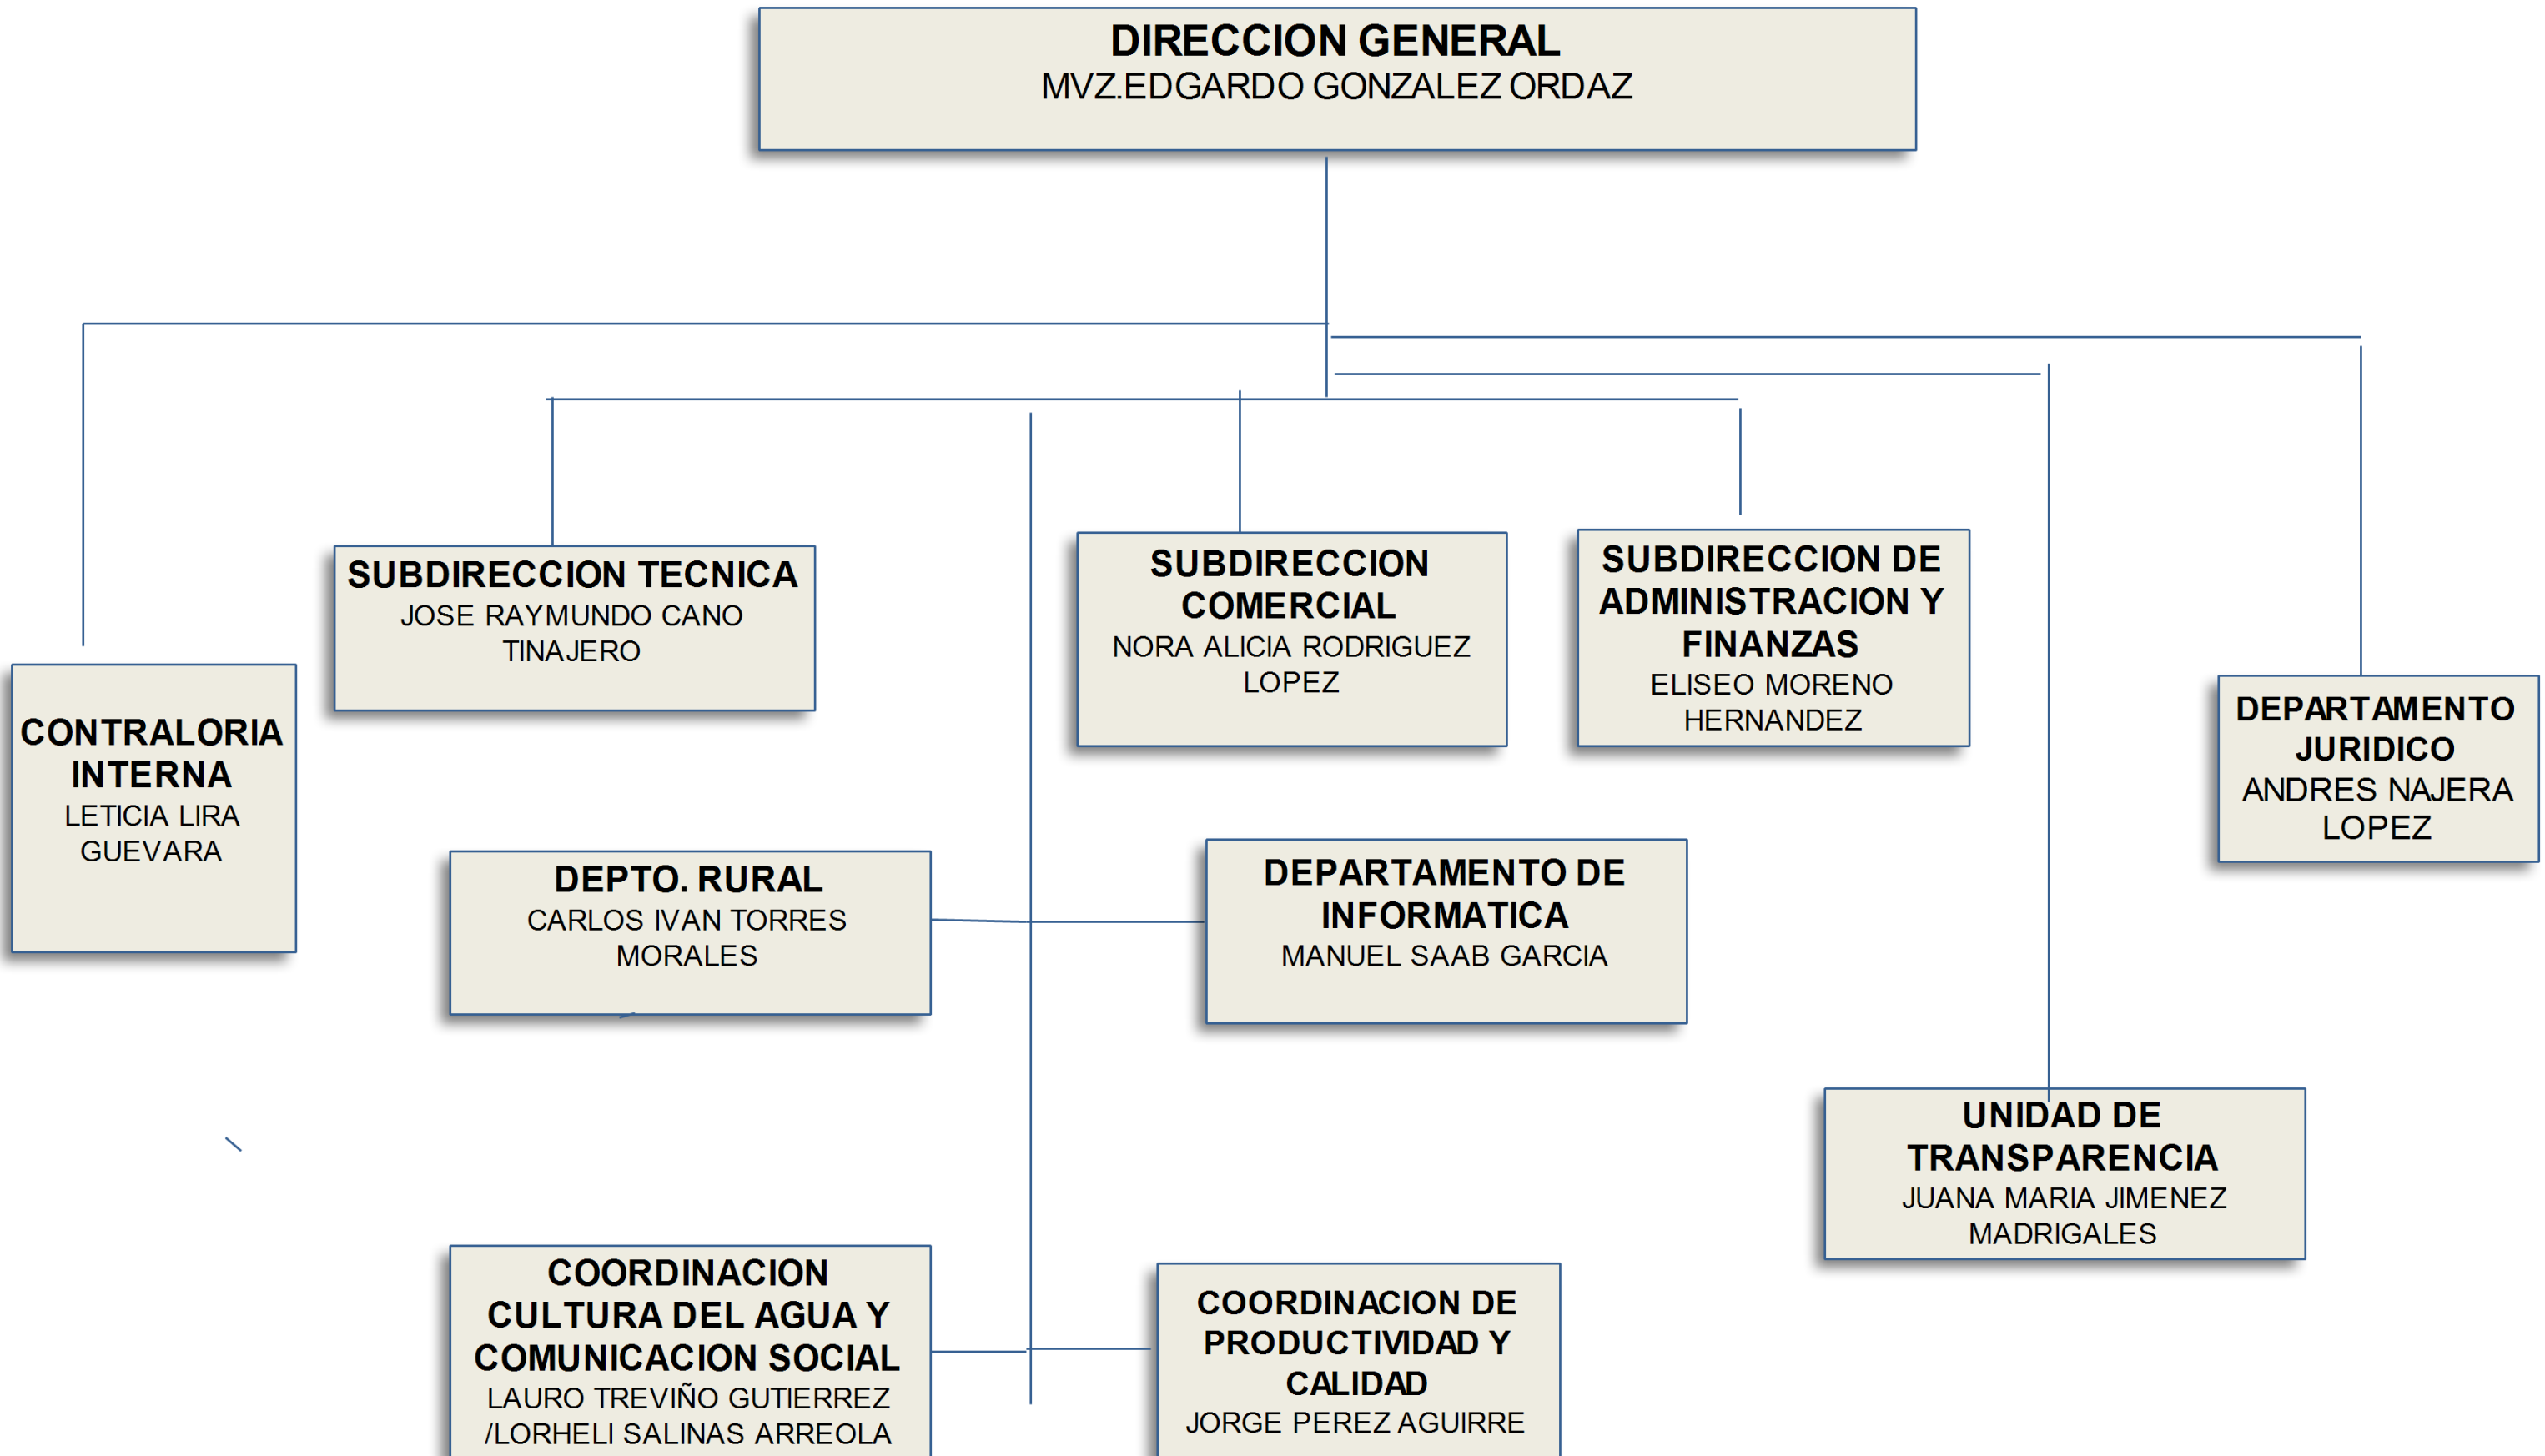 DIRECCION GENERAL
MVZ.EDGARDO GONZALEZ ORDAZ
SUBDIRECCION TECNICA
JOSE RAYMUNDO CANO
TINAJERO
SUBDIRECCION
COMERCIAL
NORA ALICIA RODRIGUEZ
LOPEZ
SUBDIRECCION DE
ADMINISTRACION Y
FINANZAS
ELISEO MORENO
HERNANDEZ
CONTRALORIA
INTERNA
LETICIA LIRA
GUEVARA
DEPARTAMENTO
JURIDICO
ANDRES NAJERA
LOPEZ
DEPTO. RURAL
CARLOS IVAN TORRES
MORALES
DEPARTAMENTO DE
INFORMATICA
MANUEL SAAB GARCIA
UNIDAD DE
TRANSPARENCIA
JUANA MARIA JIMENEZ
MADRIGALES
COORDINACION
CULTURA DEL AGUA Y
COMUNICACION SOCIAL
LAURO TREVIÑO GUTIERREZ
/LORHELI SALINAS ARREOLA
COORDINACION DE
PRODUCTIVIDAD Y
CALIDAD
JORGE PEREZ AGUIRRE